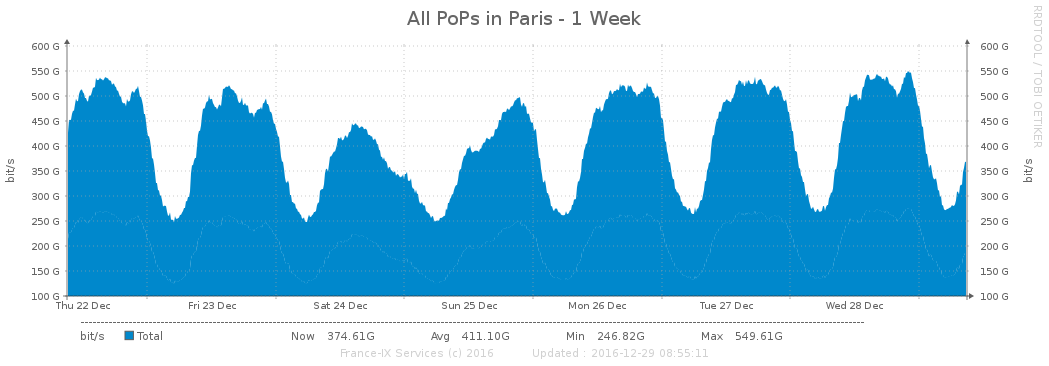 All PoPs in Paris - 1 Week
RRDTOOL / TOBI OETIKER
600 G 600 G
550 G 550 G
500 G 500 G
450 G 450 G
400 G 400 G
350 G 350 G
300 G 300 G
250 G 250 G
200 G 200 G
150 G 150 G
100 G 100 G
bit/s
bit/s
Thu 22 Dec Fri 23 Dec Sat 24 Dec Sun 25 Dec Mon 26 Dec Tue 27 Dec Wed 28 Dec
bit/s Total Now 374.61G Avg 411.10G Min 246.82G Max 549.61G
France-IX Services (c) 2016 Updated : 2016-12-29 08:55:11